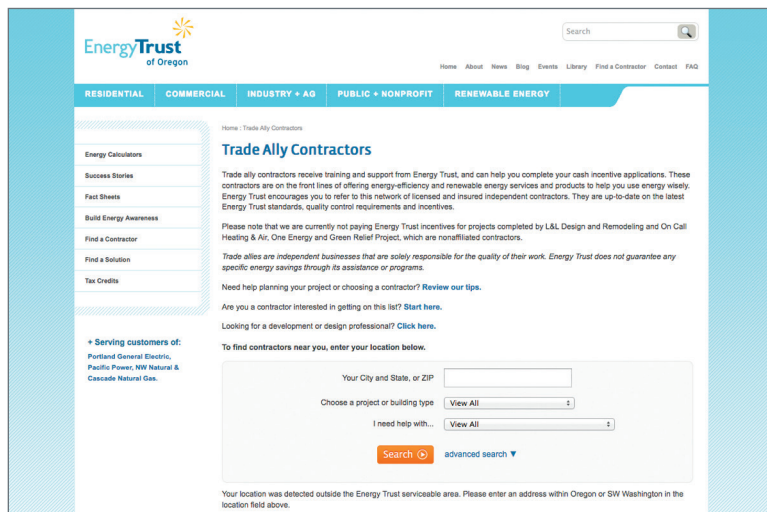 EnergyTrust
of Oregon
Search
Home About News Blog Events Library Find a Contractor Contact FAQ
RESIDENTIAL COMMERCIAL INDUSTRY + AG PUBLIC + NONPROFIT RENEWABLE ENERGY
Energy Calculators
Success Stories
Fact Sheets
Build Energy Awareness
Find a Contractor
Find a Solution
Tax Credits
+ Serving customers of:
Portland General Electric,
Pacific Power, NW Natural &
Cascade Natural Gas.
Home : Trade Ally Contractors
Trade Ally Contractors
Trade ally contractors receive training and support from Energy Trust, and can help you complete your cash incentive applications. These
contractors are on the front lines of offering energy-efficiency and renewable energy services and products to help you use energy wisely.
Energy Trust encourages you to refer to this network of licensed and insured independent contractors. They are up-to-date on the latest
Energy Trust standards, quality control requirements and incentives.
Please note that we are currently not paying Energy Trust incentives for projects completed by L&L Design and Remodeling and On Call
Heating & Air, One Energy and Green Relief Project, which are nonaffiliated contractors.
Trade allies are independent businesses that are solely responsible for the quality of their work. Energy Trust does not guarantee any
specific energy savings through its assistance or programs.
Need help planning your project or choosing a contractor? Review our tips.
Are you a contractor interested in getting on this list? Start here.
Looking for a development or design professional? Click here.
To find contractors near you, enter your location below.
Your City and State, or ZIP
Choose a project or building type View All
I need help with... View All
Search advanced search ▼
Your location was detected outside the Energy Trust serviceable area. Please enter an address within Oregon or SW Washington in the
location field above.